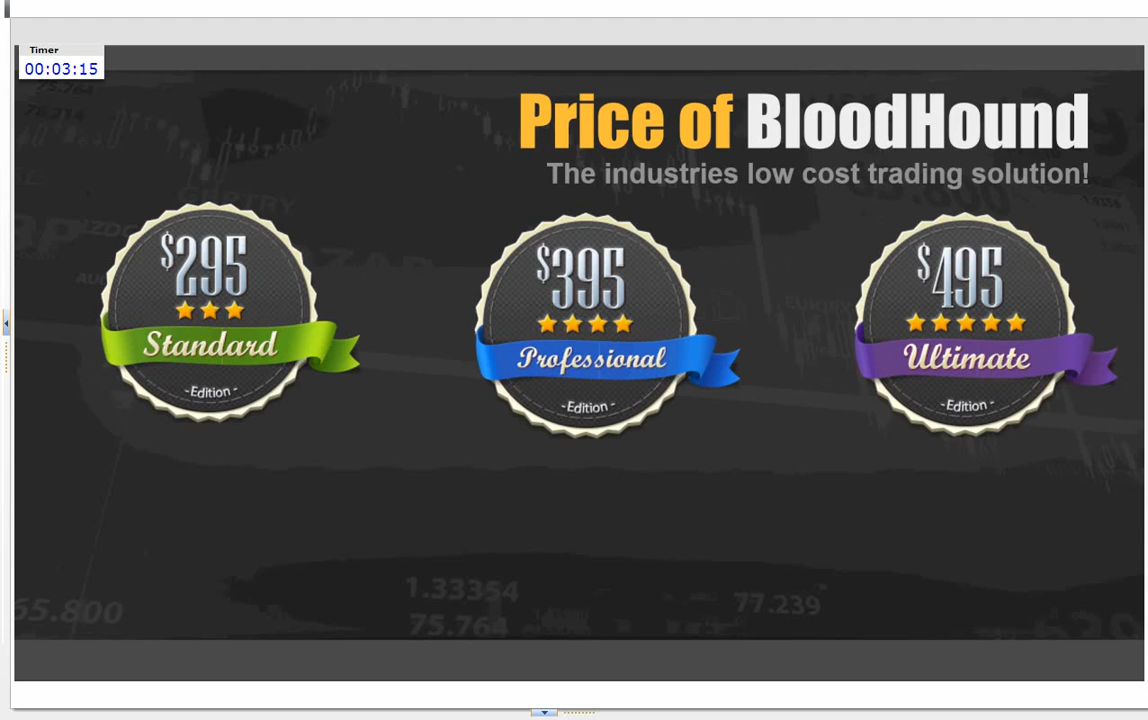 Timer
00:03:15
Price of BloodHound
The industries low cost trading solution!
$295
Standard
-Edition-
$395
Professional
-Edition-
$495
Ultimate
-Edition-
1.33354
75.764
77.239
65.800